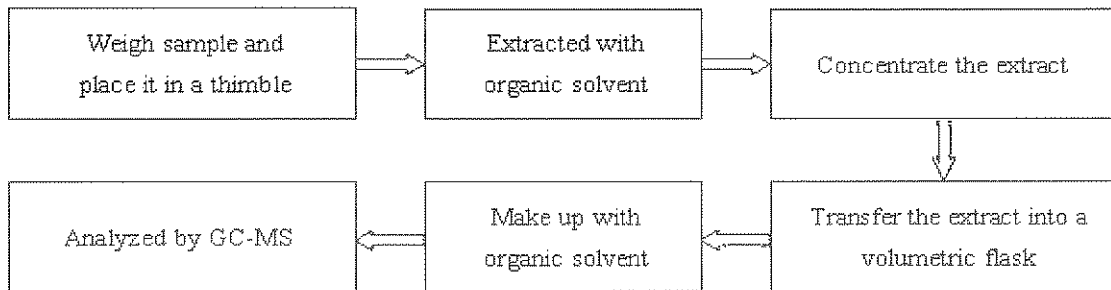 Weigh sample and
place it in a thimble
Extracted with
organic solvent
Concentrate the extract
Transfer the extract into a
volumetric flask
Make up with
organic solvent
Analyzed by GC-MS